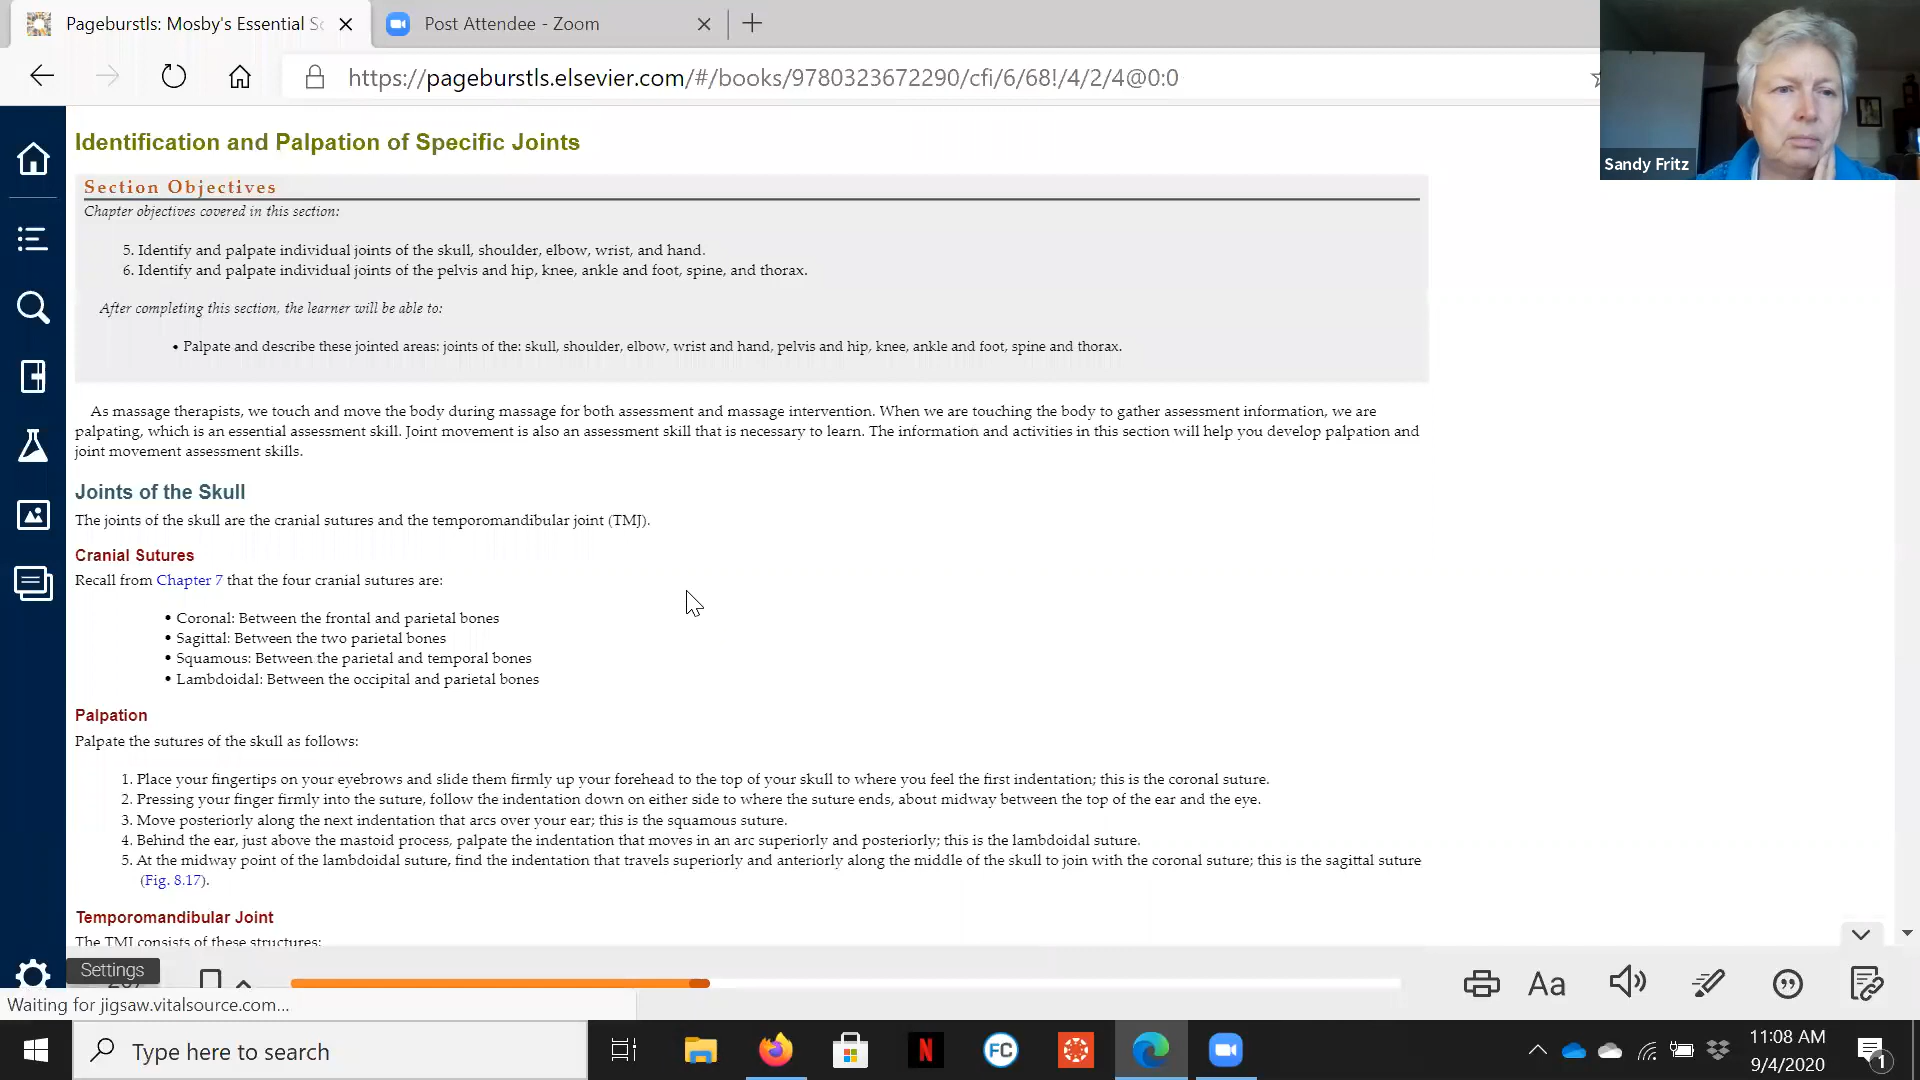 Pageburstls: Mosby's Essential Sc
Post Attendee - Zoom
https://pageburstls.elsevier.com/#/books/9780323672290/cfi/6/68!/4/2/4@0:0
Sandy Fritz
Identification and Palpation of Specific Joints
Section Objectives
Chapter objectives covered in this section:
5. Identify and palpate individual joints of the skull, shoulder, elbow, wrist, and hand.
6. Identify and palpate individual joints of the pelvis and hip, knee, ankle and foot, spine, and thorax.
After completing this section, the learner will be able to:
• Palpate and describe these jointed areas: joints of the: skull, shoulder, elbow, wrist and hand, pelvis and hip, knee, ankle and foot, spine and thorax.
As massage therapists, we touch and move the body during massage for both assessment and massage intervention. When we are touching the body to gather assessment information, we are
palpating, which is an essential assessment skill. Joint movement is also an assessment skill that is necessary to learn. The information and activities in this section will help you develop palpation and
joint movement assessment skills.
Joints of the Skull
The joints of the skull are the cranial sutures and the temporomandibular joint (TMJ).
Cranial Sutures
Recall from Chapter 7 that the four cranial sutures are:
• Coronal: Between the frontal and parietal bones
• Sagittal: Between the two parietal bones
• Squamous: Between the parietal and temporal bones
• Lambdoidal: Between the occipital and parietal bones
Palpation
Palpate the sutures of the skull as follows:
1. Place your fingertips on your eyebrows and slide them firmly up your forehead to the top of your skull to where you feel the first indentation; this is the coronal suture.
2. Pressing your finger firmly into the suture, follow the indentation down on either side to where the suture ends, about midway between the top of the ear and the eye.
3. Move posteriorly along the next indentation that arcs over your ear; this is the squamous suture.
4. Behind the ear, just above the mastoid process, palpate the indentation that moves in an arc superiorly and posteriorly; this is the lambdoidal suture.
5. At the midway point of the lambdoidal suture, find the indentation that travels superiorly and anteriorly along the middle of the skull to join with the coronal suture; this is the sagittal suture
(Fig. 8.17).
Temporomandibular Joint
The TMJ consists of these structures:
Settings
Aa
Waiting for jigsaw.vitalsource.com...
Type here to search
N
FC
11:08 AM
9/4/2020
1